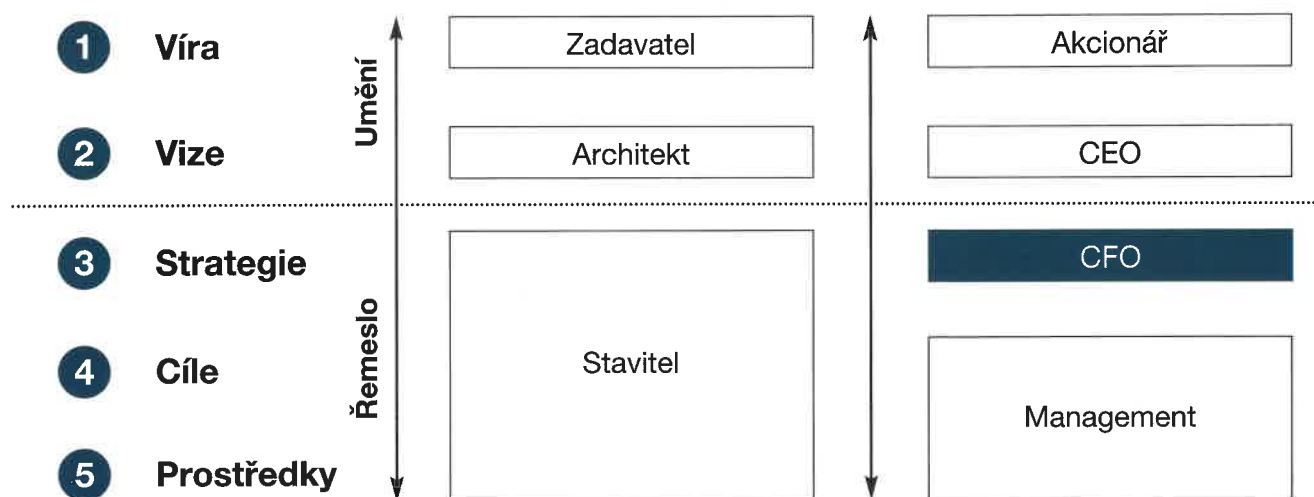 1 Víra Zadavatel Akcionář
Umění
2 Vize Architekt CEO
3 Strategie CFO
Řemeslo
4 Cíle Stavitel
Management
5 Prostředky